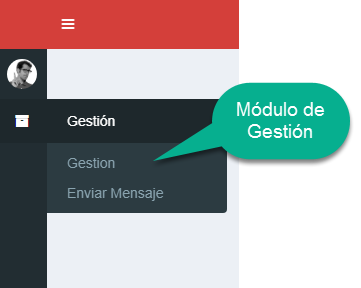 Gestión
Gestion
Enviar Mensaje
Módulo de
Gestión